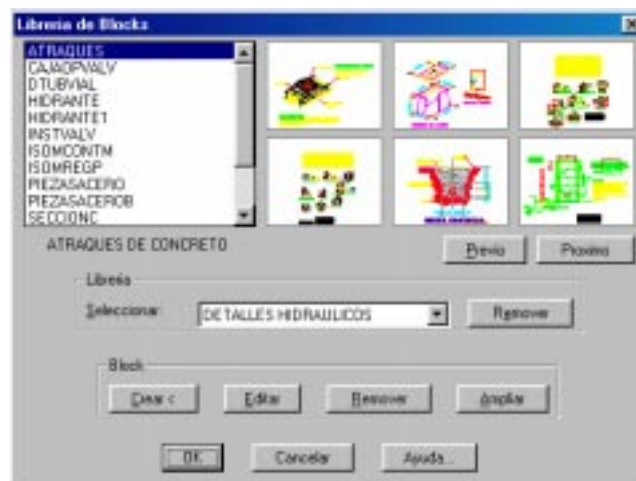 Libreria de Blocks
ATRAQUES
CAJAOPVALV
DTUBVIAL
HIDRANTE
HIDRANTE1
INSTVALV
ISOMCONTM
ISOMREGP
PIEZASACERO
PIEZASACEROB
SECCIONC
ATRAQUES DE CONCRETO
Previo
Proximo
Libreria
Seleccionar:
DETALLES HIDRAULICOS
Remover
Block
Crear <
Editar
Remover
Ampliar
OK
Cancelar
Ayuda...